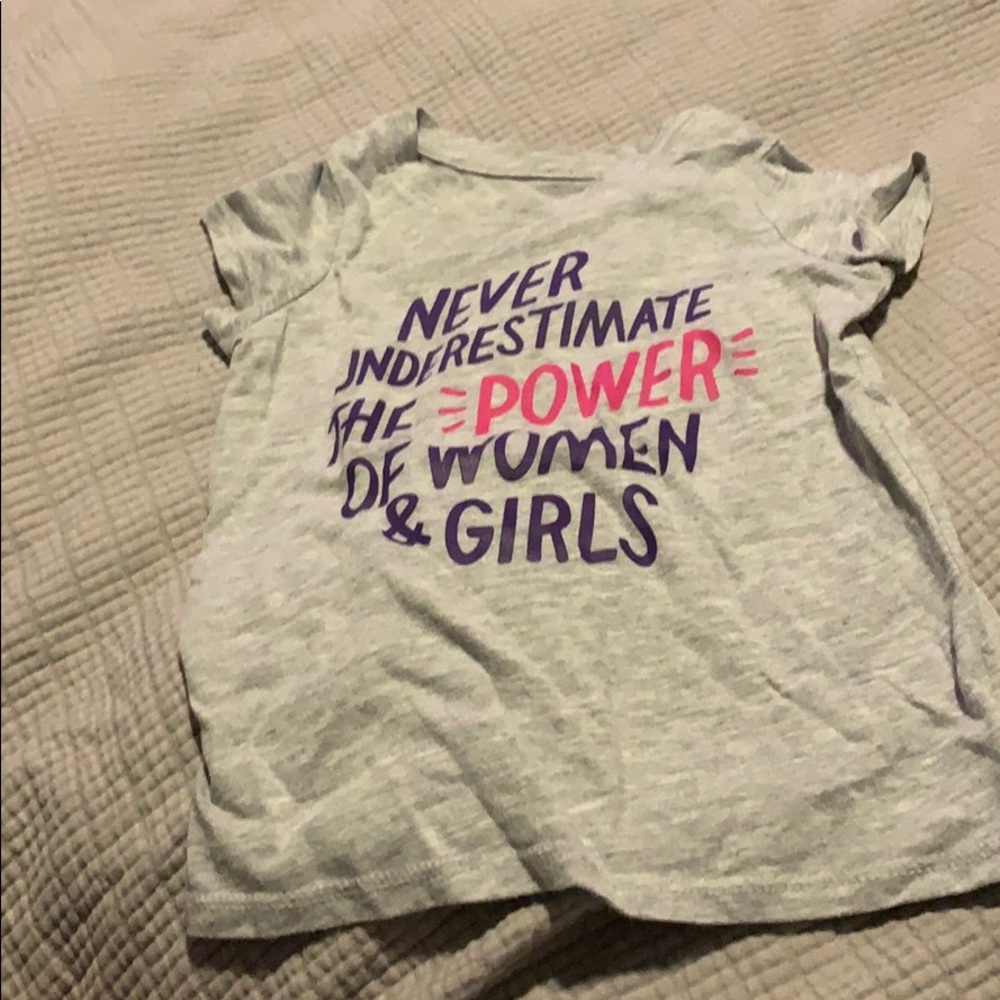 NEVER
UNDERESTIMATE
THE POWER
OF WOMEN
& GIRLS